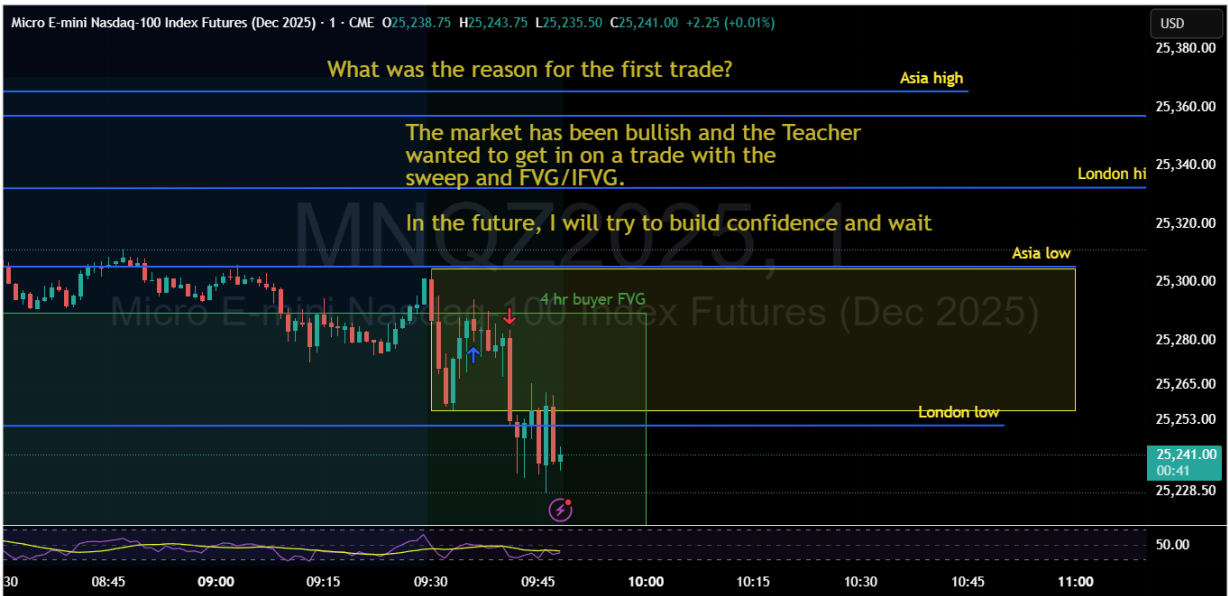 Micro E-mini Nasdaq-100 Index Futures (Dec 2025) · 1 · CME O25,238.75 H25,243.75 L25,235.50 C25,241.00 +2.25 (+0.01%)
USD
25,380.00
What was the reason for the first trade?
Asia high
25,360.00
The market has been bullish and the Teacher
wanted to get in on a trade with the
sweep and FVG/IFVG.
25,340.00
London hi
In the future, I will try to build confidence and wait
25,320.00
MNQZ2025, 1
Asia low
25,300.00
4 hr buyer FVG
Micro E-mini Nasdaq-100 Index Futures (Dec 2025)
25,280.00
25,265.00
London low
25,253.00
25,241.00
00:41
25,228.50
50.00
30 08:45 09:00 09:15 09:30 09:45 10:00 10:15 10:30 10:45 11:00